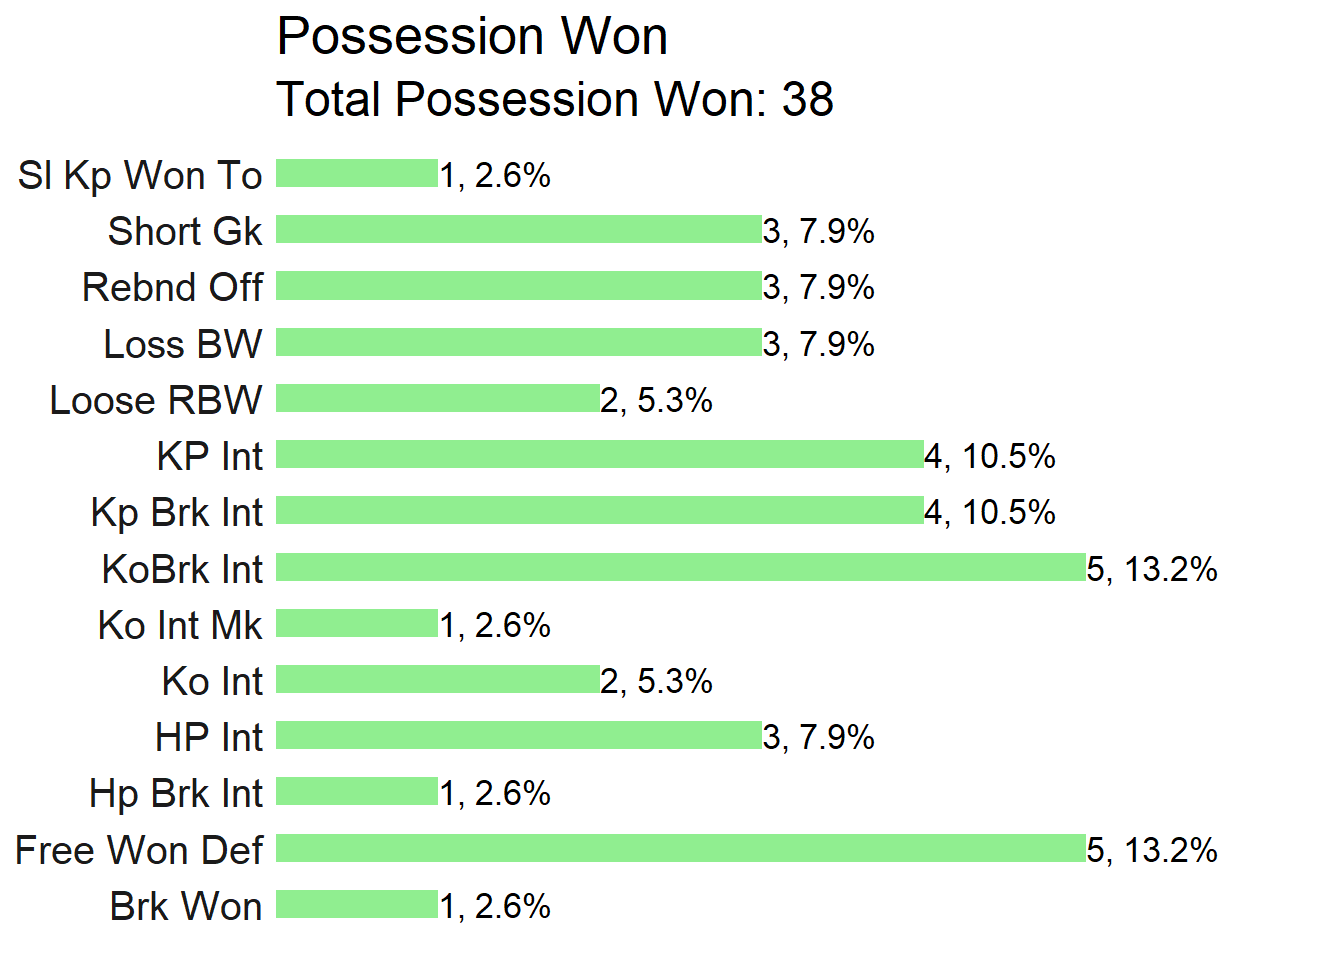 Possession Won
Total Possession Won: 38
Sl Kp Won To 1, 2.6%
Short Gk 3, 7.9%
Rebnd Off 3, 7.9%
Loss BW 3, 7.9%
Loose RBW 2, 5.3%
KP Int 4, 10.5%
Kp Brk Int 4, 10.5%
KoBrk Int 5, 13.2%
Ko Int Mk 1, 2.6%
Ko Int 2, 5.3%
HP Int 3, 7.9%
Hp Brk Int 1, 2.6%
Free Won Def 5, 13.2%
Brk Won 1, 2.6%